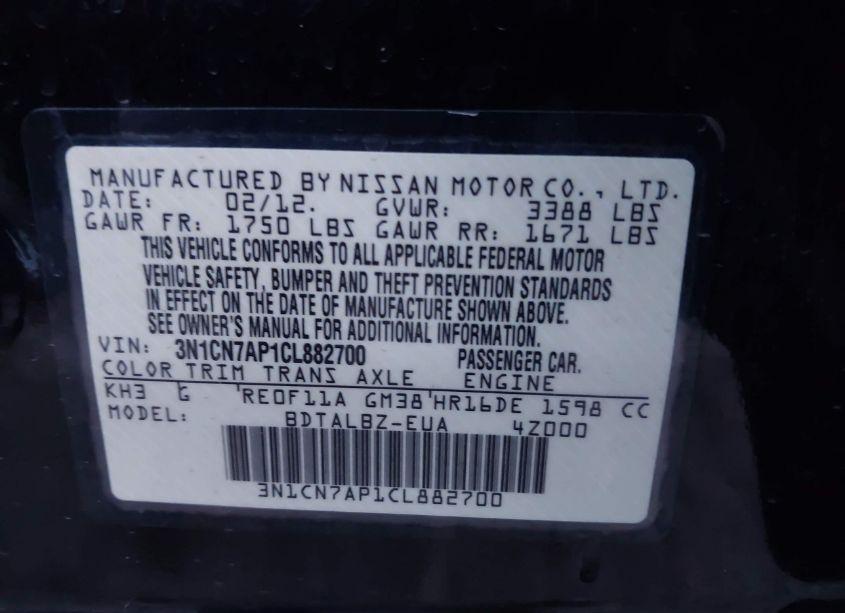 MANUFACTURED BY NISSAN MOTOR CO., LTD.
DATE: 02/12. GVWR: 3388 LBS
GAWR FR: 1750 LBS GAWR RR: 1671 LBS
THIS VEHICLE CONFORMS TO ALL APPLICABLE FEDERAL MOTOR
VEHICLE SAFETY, BUMPER AND THEFT PREVENTION STANDARDS
IN EFFECT ON THE DATE OF MANUFACTURE SHOWN ABOVE.
SEE OWNER'S MANUAL FOR ADDITIONAL INFORMATION.
VIN: 3N1CN7AP1CL882700 PASSENGER CAR.
COLOR TRIM TRANS AXLE ENGINE
KH3 G RE0F11A GM38 HR16DE 1598 CC
MODEL: BDTALBZ-EUA 4Z000
3N1CN7AP1CL882700